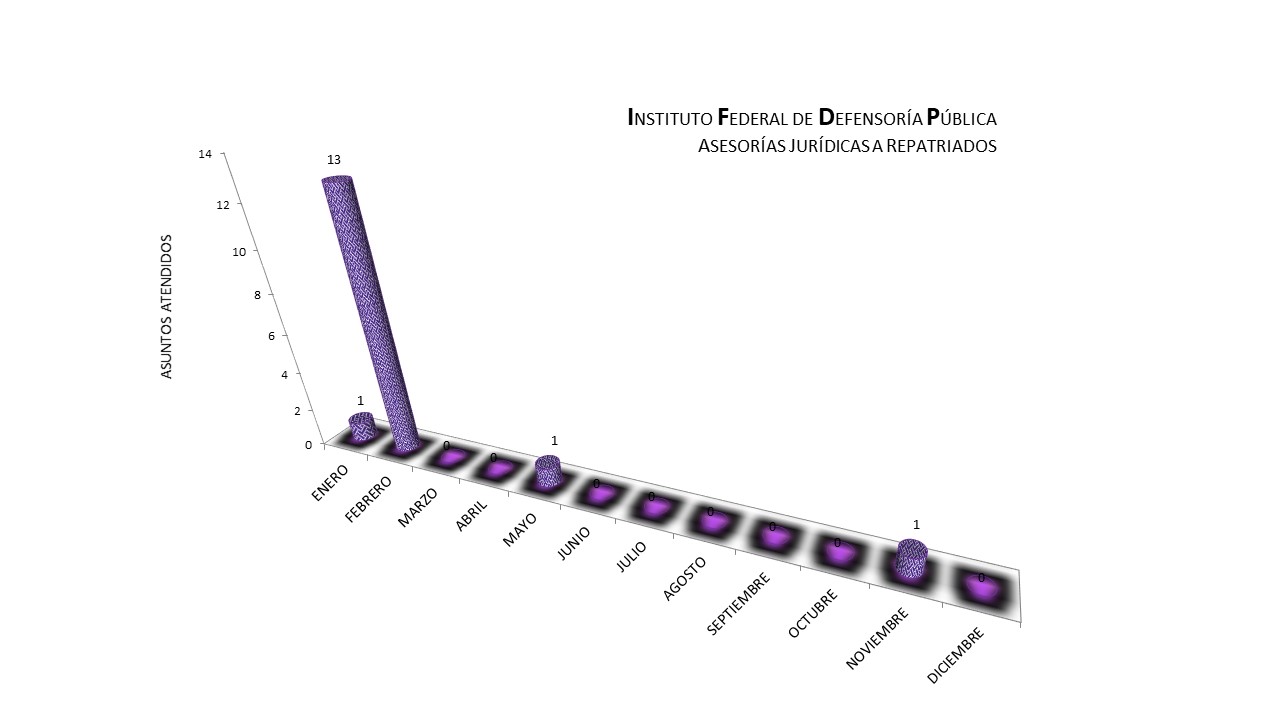 INSTITUTO FEDERAL DE DEFENSORÍA PÚBLICA
ASESORÍAS JURÍDICAS A REPATRIADOS
ASUNTOS ATENDIDOS
14
12
10
8
6
4
2
0
1
13
0
0
1
0
0
0
0
0
1
0
ENERO
FEBRERO
MARZO
ABRIL
MAYO
JUNIO
JULIO
AGOSTO
SEPTIEMBRE
OCTUBRE
NOVIEMBRE
DICIEMBRE